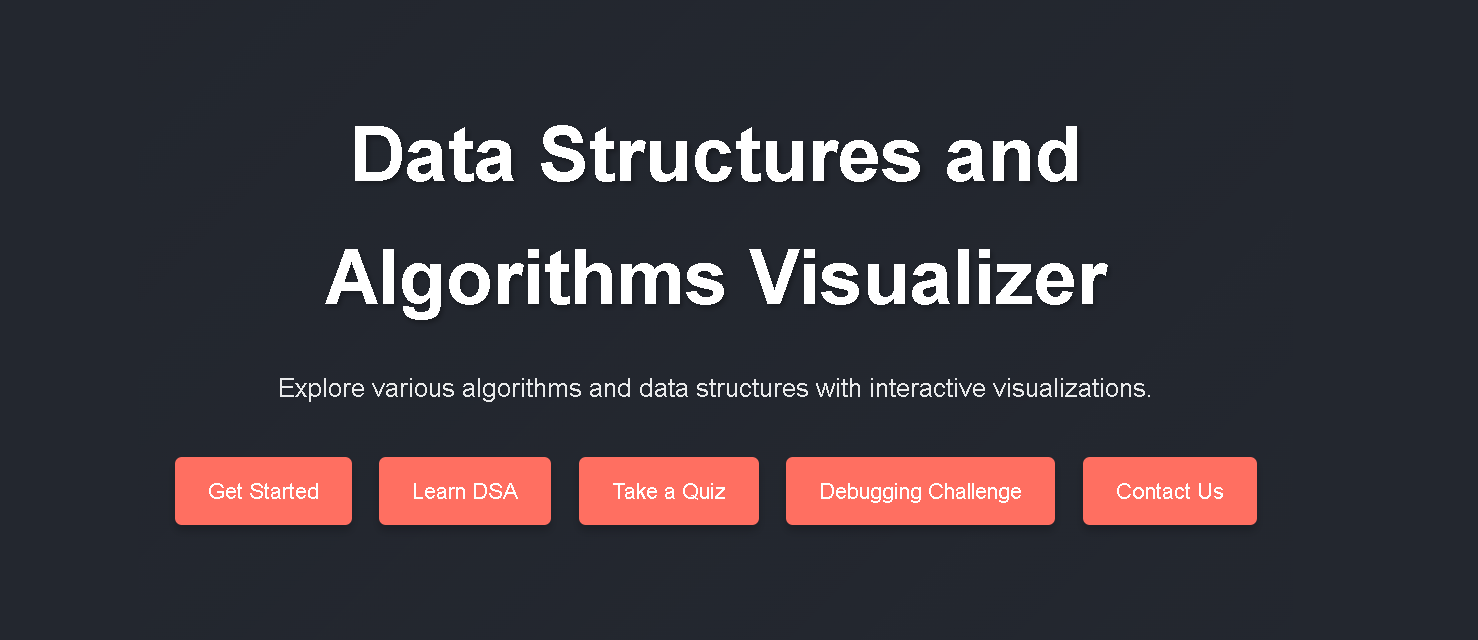 Data Structures and
Algorithms Visualizer
Explore various algorithms and data structures with interactive visualizations.
Get Started
Learn DSA
Take a Quiz
Debugging Challenge
Contact Us